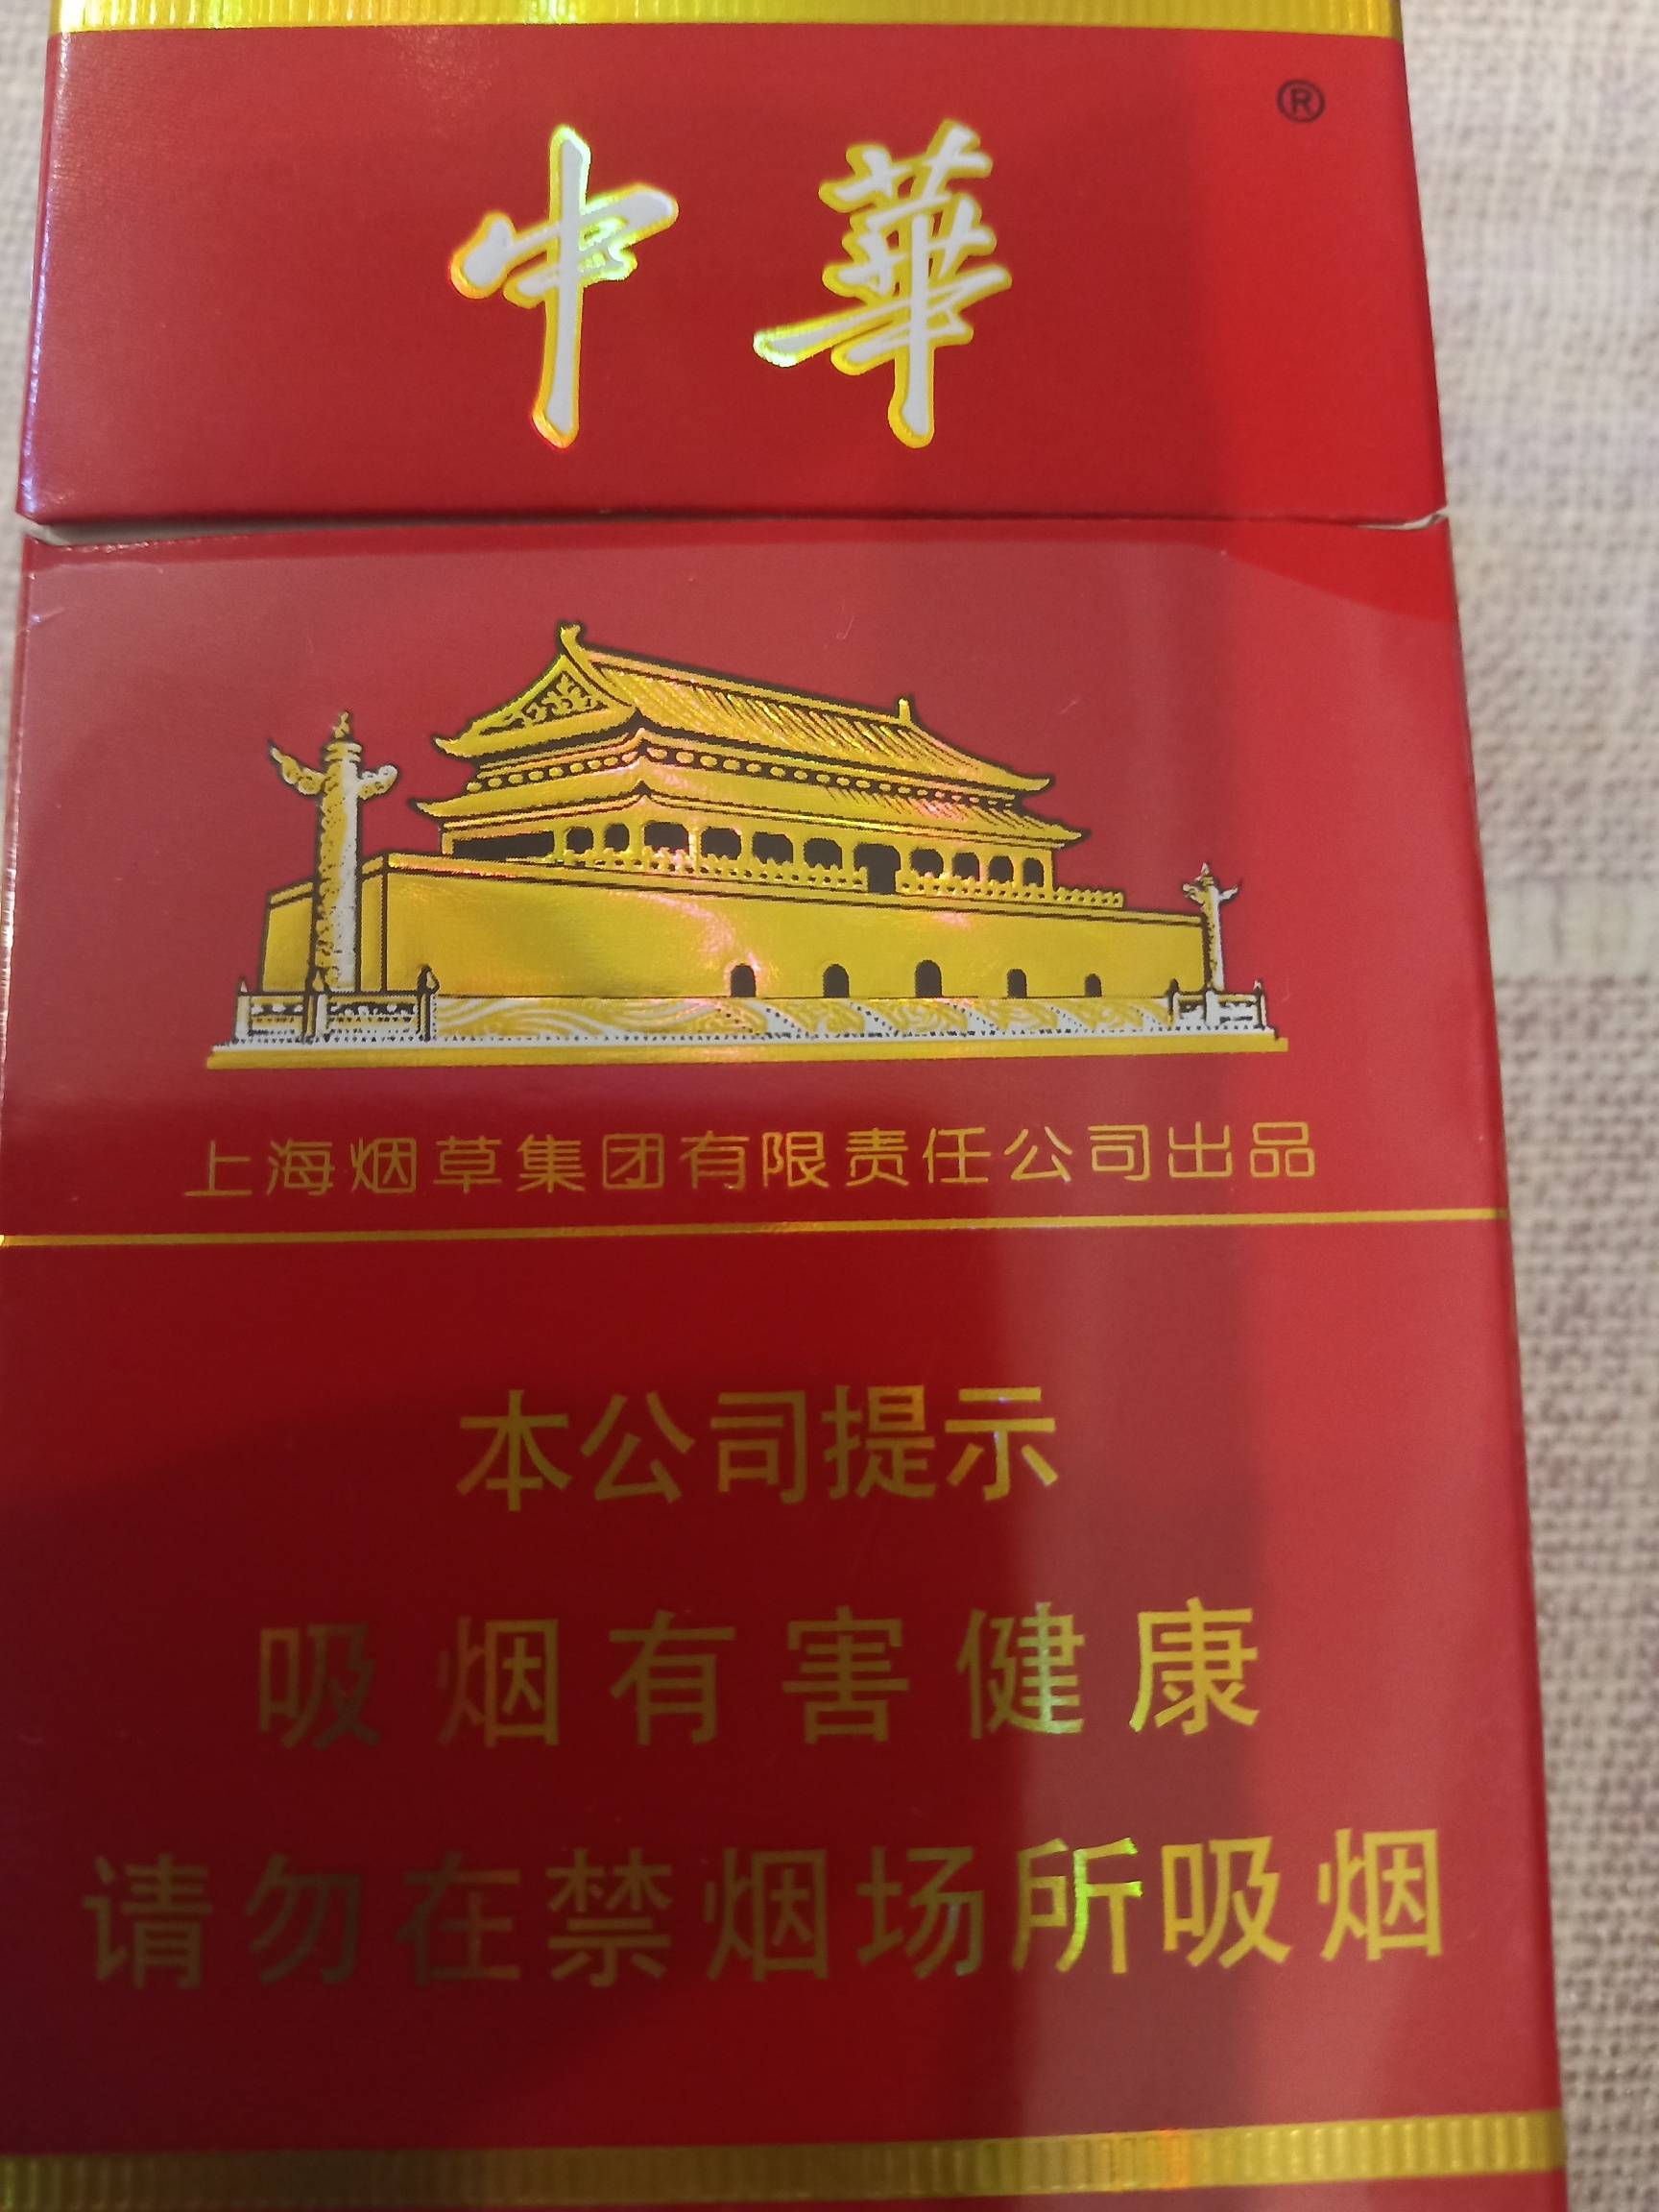 中華
®
上海烟草集团有限责任公司出品
本公司提示
吸烟有害健康
请勿在禁烟场所吸烟